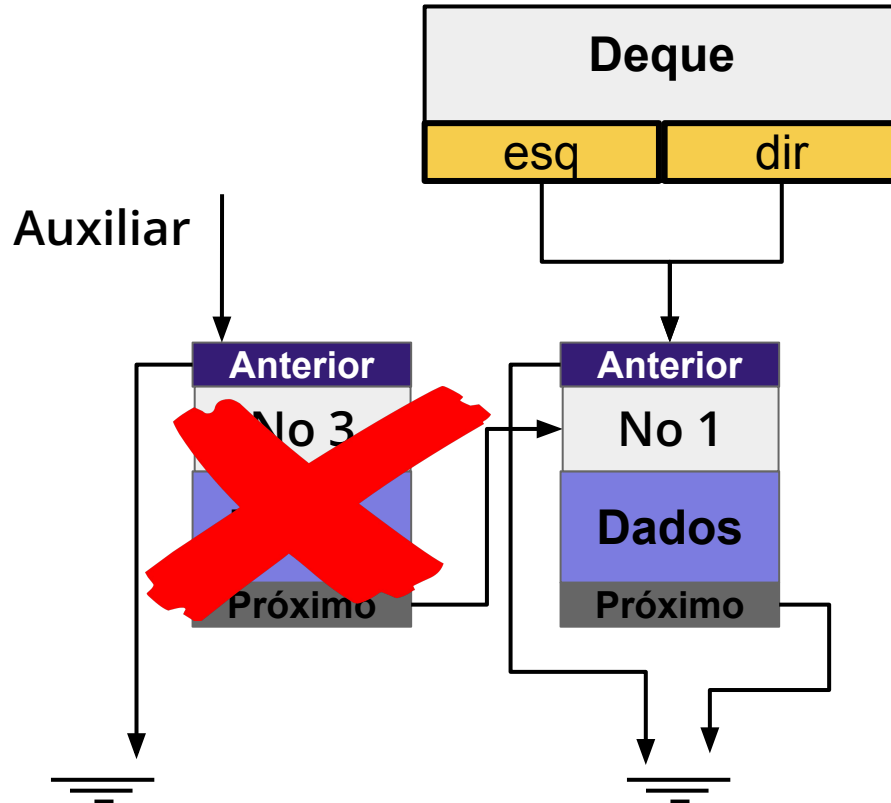 Deque
esq dir
Auxiliar
Anterior Anterior
No 3 No 1
Dados
Próximo Próximo